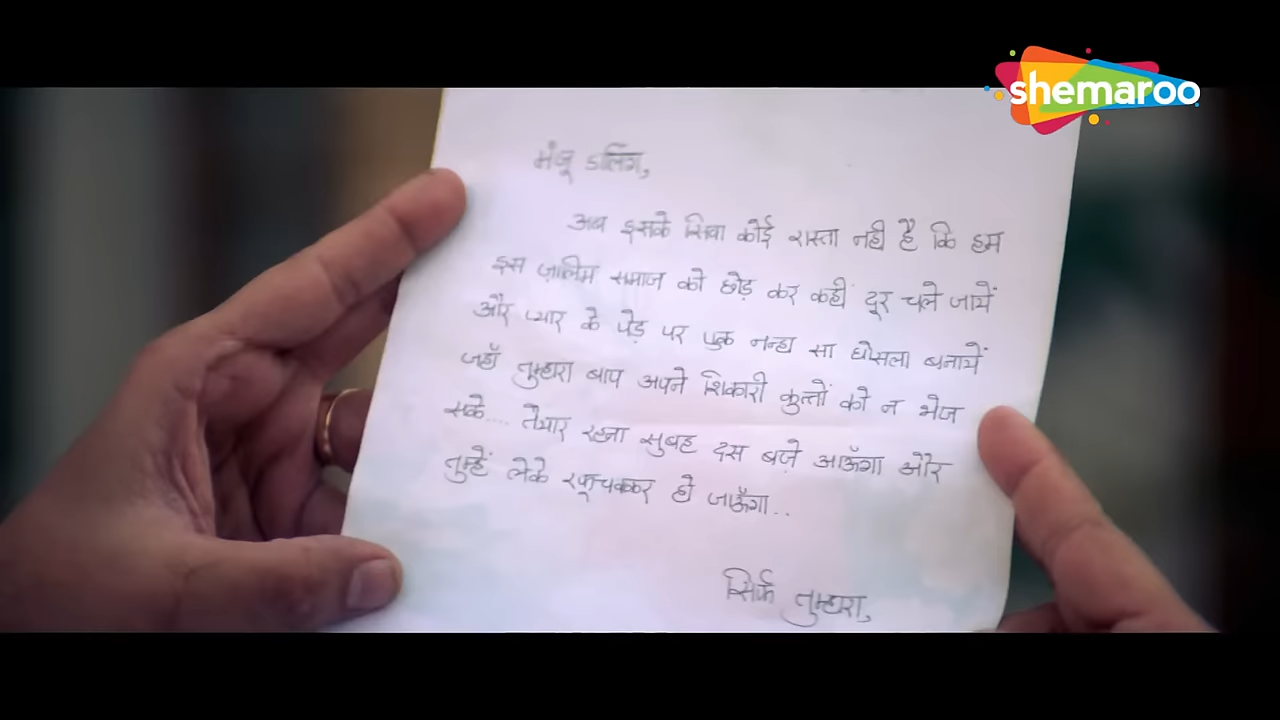 shemaroo
मंजू डार्लिंग,
अब इसके सिवा कोई रास्ता नही है कि हम
इस ज़ालिम समाज को छोड़ कर कहीं दूर चले जायें
और प्यार के पेड़ पर एक नन्हा सा घोसला बनायें
जहाँ तुम्हारा बाप अपने शिकारी कुत्तों को न भेज
सके.... तैयार रहना सुबह दस बजे आऊँगा और
तुम्हें लेके रफूचक्कर हो जाऊँगा..
सिर्फ तुम्हारा,